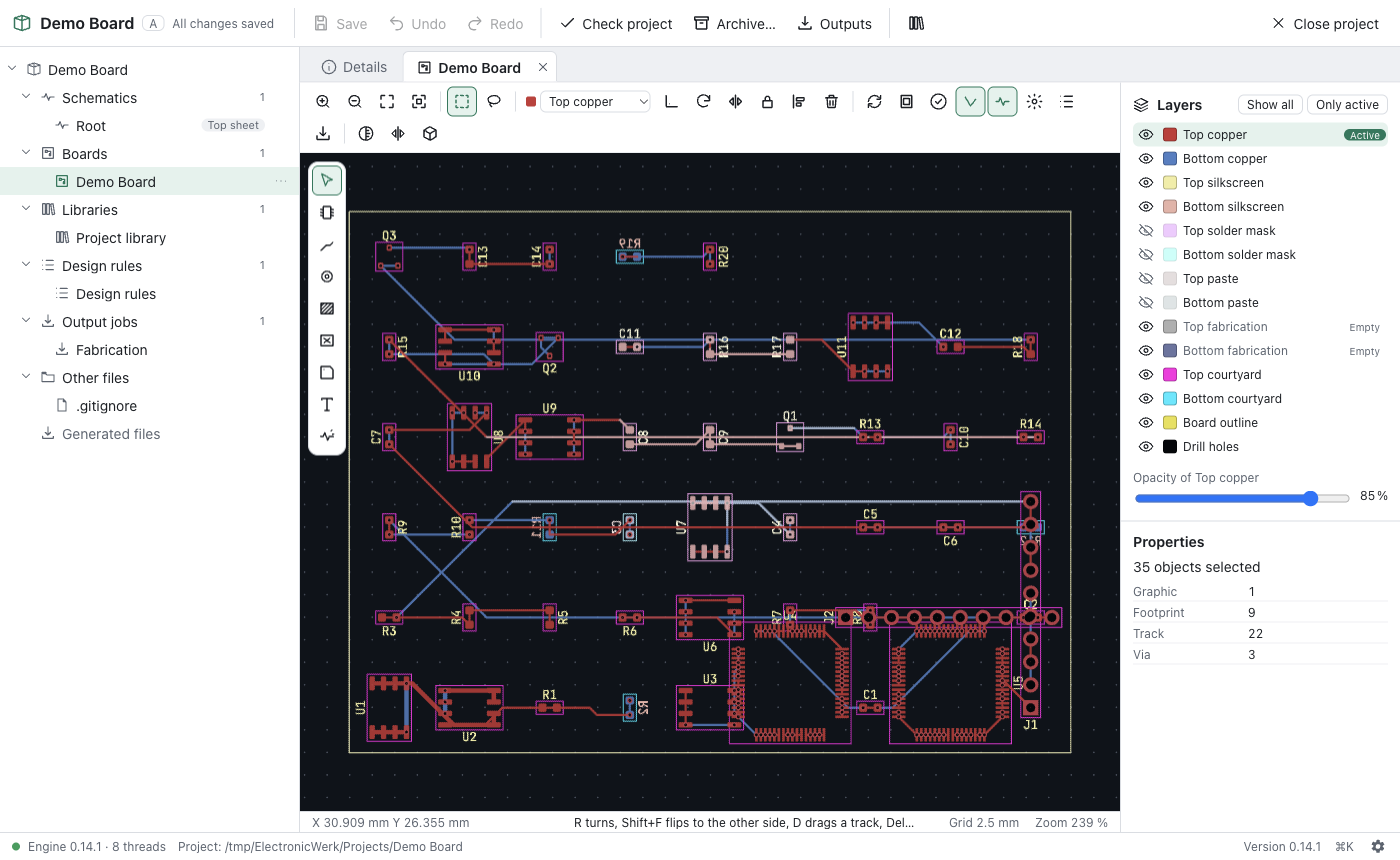 Demo Board A All changes saved Save Undo Redo Check project Archive... Outputs Close project
Demo Board
Schematics 1
Root Top sheet
Boards 1
Demo Board ...
Libraries 1
Project library
Design rules 1
Design rules
Output jobs 1
Fabrication
Other files
.gitignore
Generated files
Details Demo Board
Top copper
Q3 C13 C14 R19 R20
R15 U10 Q2 C11 R16 R17 U11 C12 R18
C7 U8 U9 C8 C9 Q1 R13 C10 R14
R9 R10 R11 U7 C4 C5 C6
R3 R4 R5 R6 U6 R7 J2 R8 C2
U1 U2 R1 R2 U3 C1 U5 J1
X 30.909 mm Y 26.355 mm R turns, Shift+F flips to the other side, D drags a track, Del... Grid 2.5 mm Zoom 239 %
Layers Show all Only active
Top copper Active
Bottom copper
Top silkscreen
Bottom silkscreen
Top solder mask
Bottom solder mask
Top paste
Bottom paste
Top fabrication Empty
Bottom fabrication Empty
Top courtyard
Bottom courtyard
Board outline
Drill holes
Opacity of Top copper
85 %
Properties
35 objects selected
Graphic 1
Footprint 9
Track 22
Via 3
Engine 0.14.1 · 8 threads Project: /tmp/ElectronicWerk/Projects/Demo Board Version 0.14.1 ⌘K